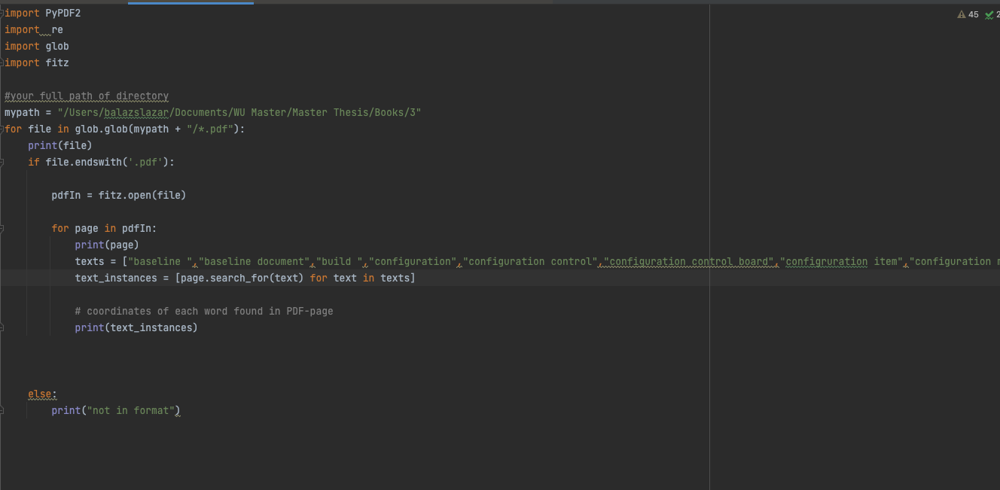 import PyPDF2
import  re
import glob
import fitz
45
2
#your full path of directory
mypath = "/Users/balazslazar/Documents/WU Master/Master Thesis/Books/3"
for file in glob.glob(mypath + "/*.pdf"):
    print(file)
    if file.endswith('.pdf'):
        pdfIn = fitz.open(file)
        for page in pdfIn:
            print(page)
            texts = ["baseline ","baseline document","build ","configuration","configuration control","configuration control board","configruration item","configuration
            text_instances = [page.search_for(text) for text in texts]
            # coordinates of each word found in PDF-page
            print(text_instances)
    else:
        print("not in format")